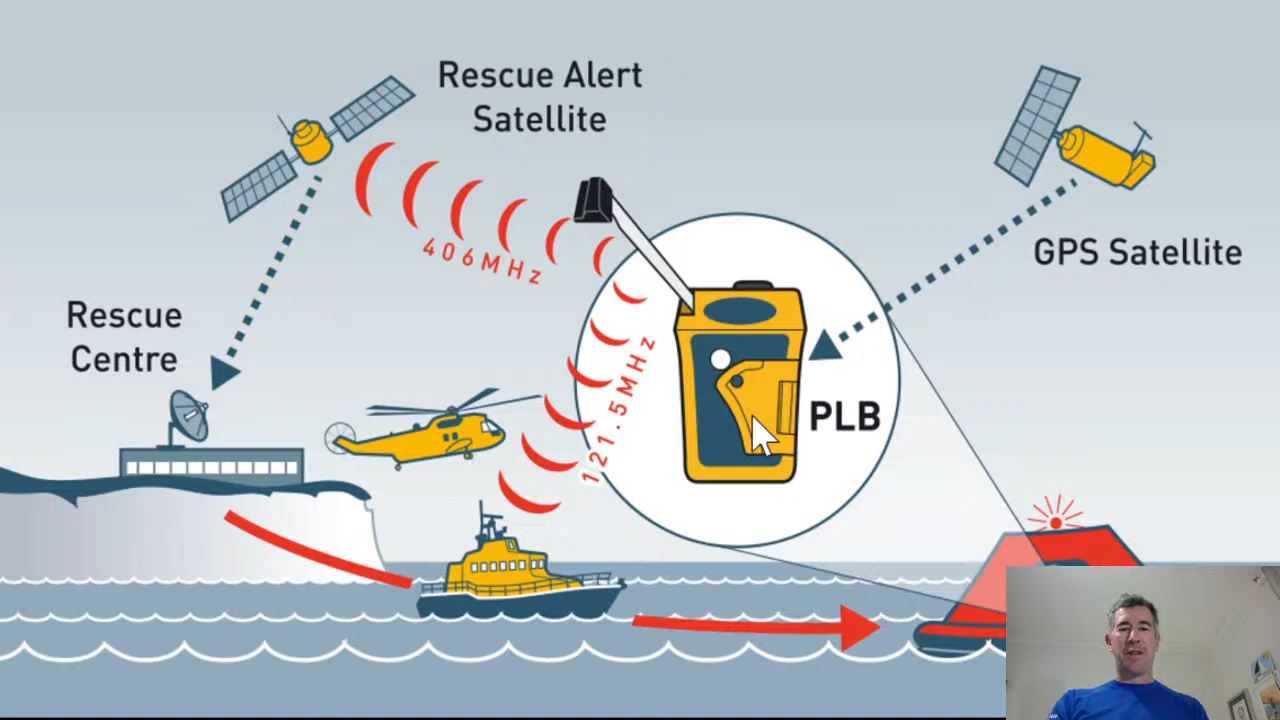 Rescue Alert
Satellite
406MHz
GPS Satellite
Rescue
Centre
121.5MHz
PLB